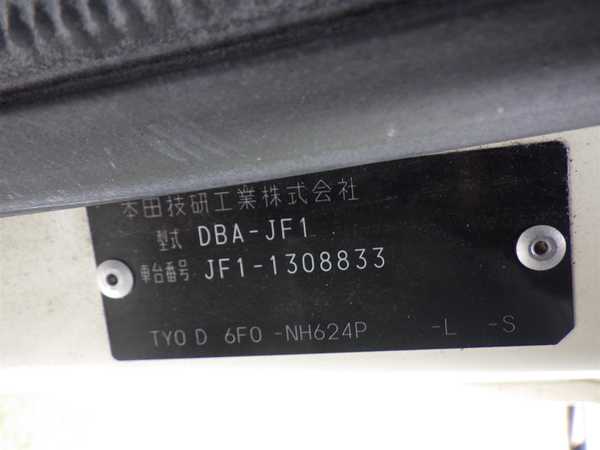 本田技研工業株式会社
型式 DBA-JF1
車台番号 JF1-1308833
TYO D 6F0 -NH624P -L -S